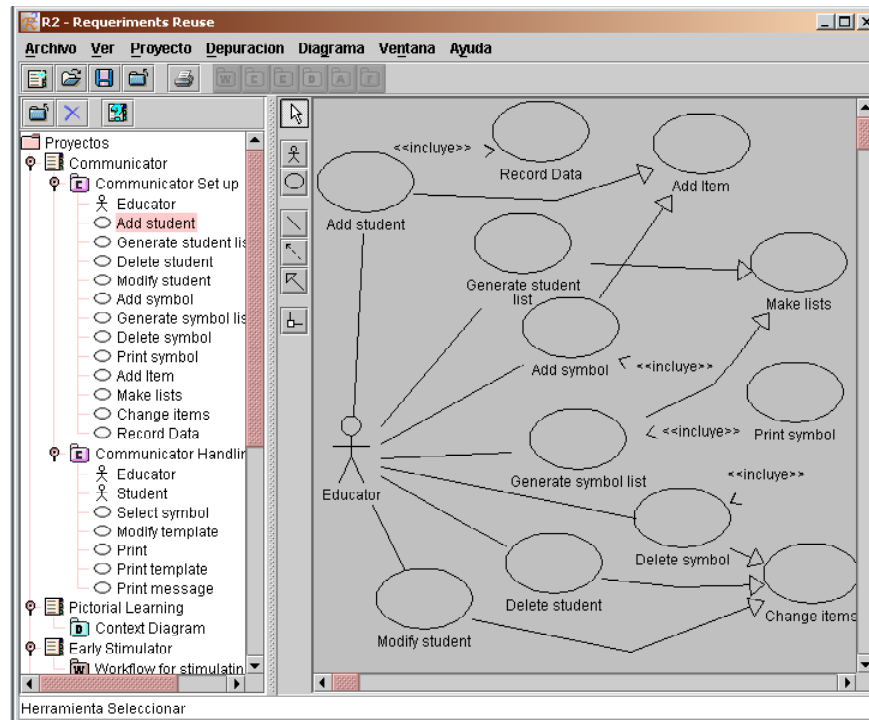 R2 - Requeriments Reuse
Archivo Ver Proyecto Depuracion Diagrama Ventana Ayuda
W C E D A T
Proyectos
Communicator
C Communicator Set up
Educator
Add student
Generate student lis
Delete student
Modify student
Add symbol
Generate symbol lis
Delete symbol
Print symbol
Add Item
Make lists
Change items
Record Data
C Communicator Handlin
Educator
Student
Select symbol
Modify template
Print
Print template
Print message
Pictorial Learning
D Context Diagram
Early Stimulator
W Workflow for stimulatin
<<incluye>>
Record Data
Add Item
Add student
Generate student
list
Make lists
Add symbol
<<incluye>>
<<incluye>>
Print symbol
Generate symbol list
<<incluye>>
Educator
Delete symbol
Delete student
Change items
Modify student
Herramienta Seleccionar